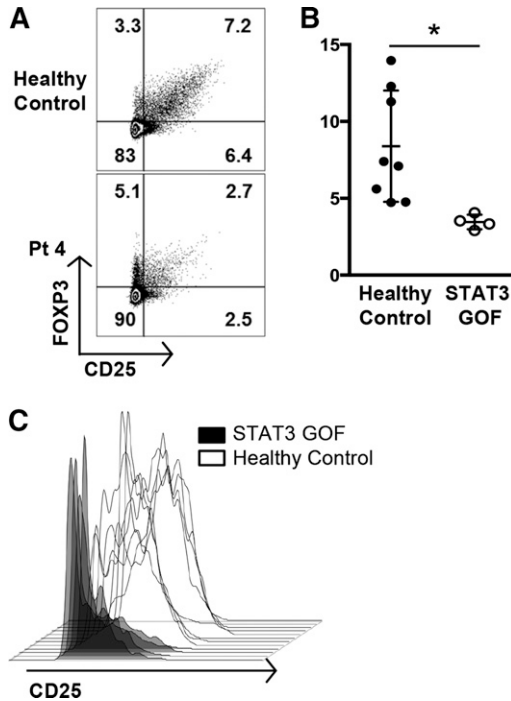 A
Healthy
Control
3.3 7.2
83 6.4
Pt 4
5.1 2.7
90 2.5
FOXP3
CD25
B
*
15
10
5
0
Healthy
Control
STAT3
GOF
C
STAT3 GOF
Healthy Control
CD25